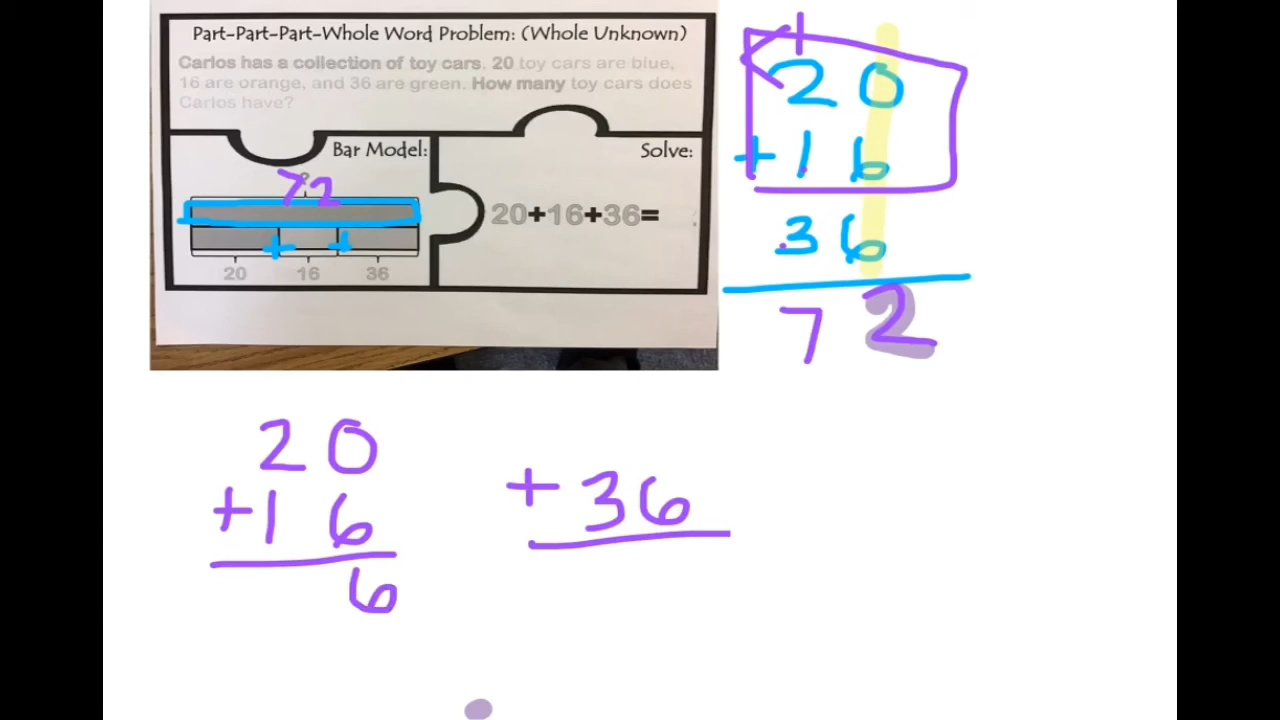 Part-Part-Part-Whole Word Problem: (Whole Unknown)
Carlos has a collection of toy cars. 20 toy cars are blue,
16 are orange, and 36 are green. How many toy cars does
Carlos have?
Bar Model:
?
72
+ +
20 16 36
Solve:
20+16+36=
1
20
+16
36
72
20
+16
6
+36